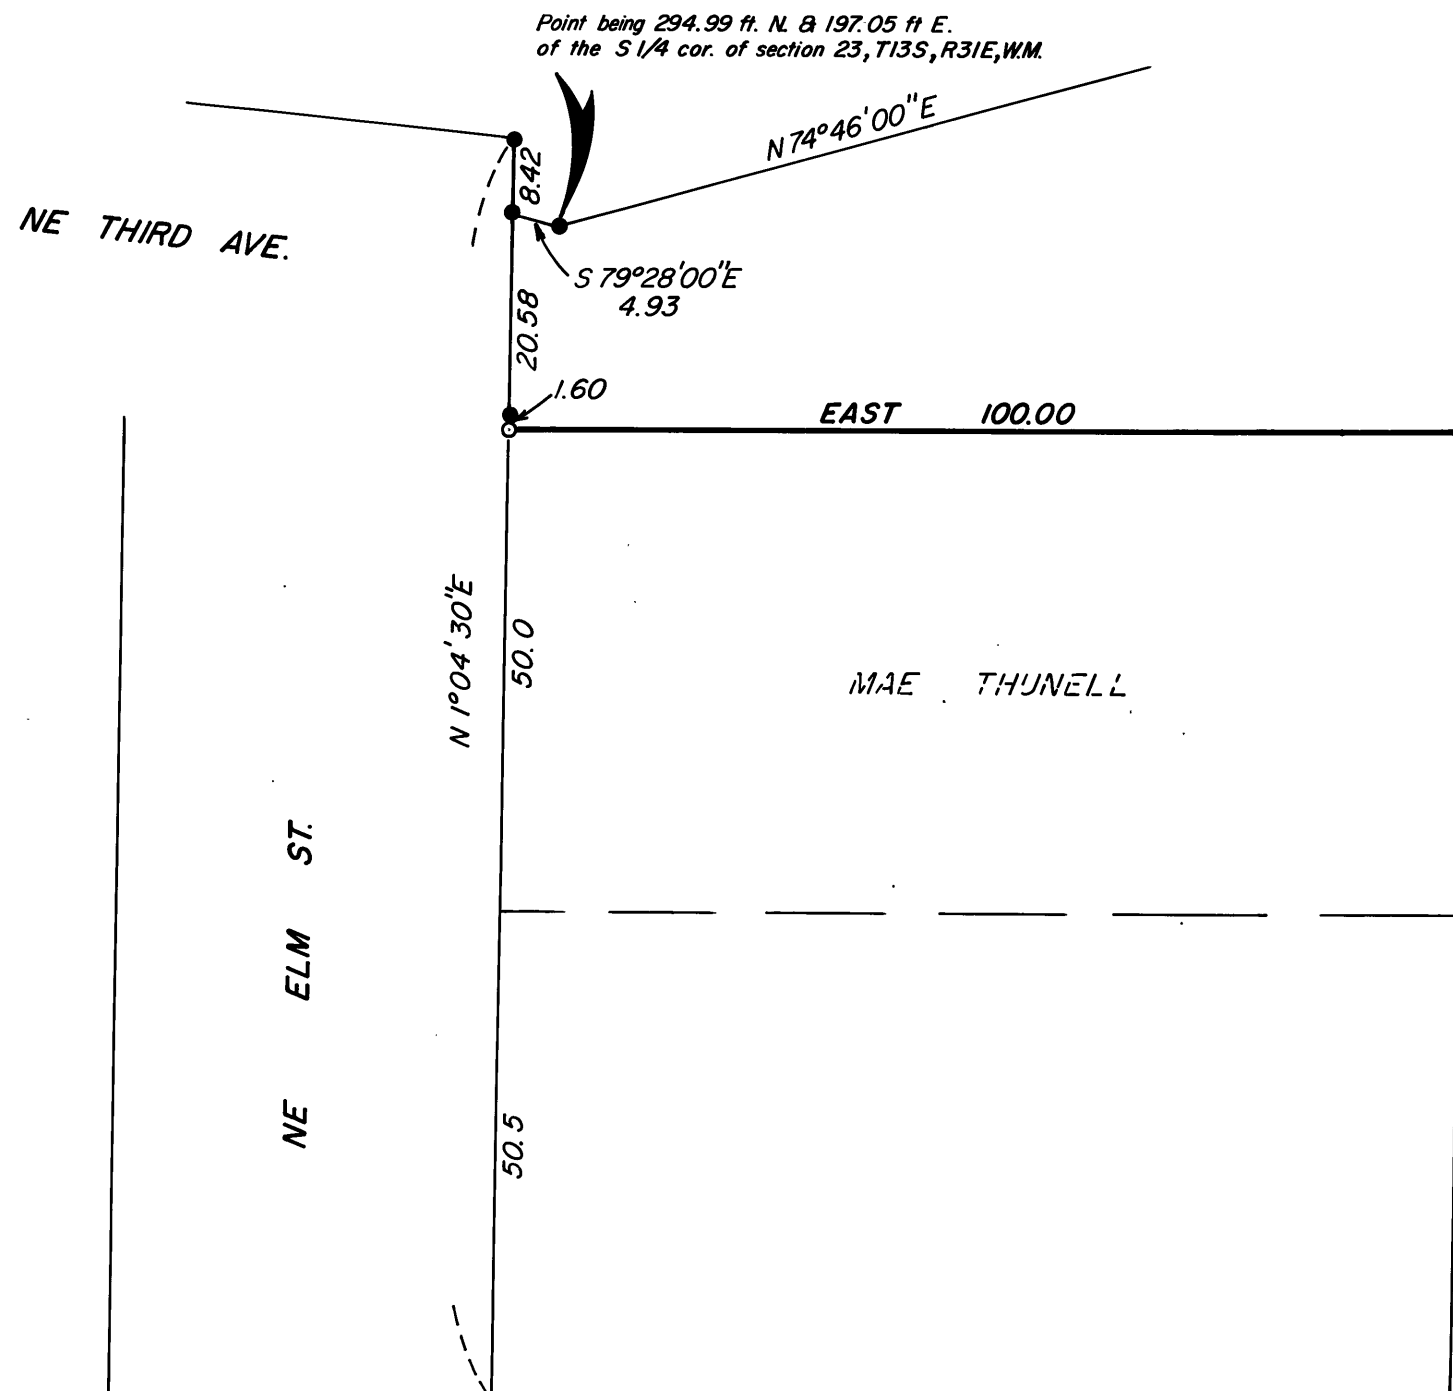 Point being 294.99 ft. N. & 197.05 ft E.
of the S 1/4 cor. of section 23, T13S, R31E, W.M.
N 74°46'00"E
8.42
NE THIRD AVE.
S 79°28'00"E
4.93
20.58
1.60
EAST 100.00
N 1°04'30"E
50.0
MAE THUNELL
NE ELM ST.
50.5